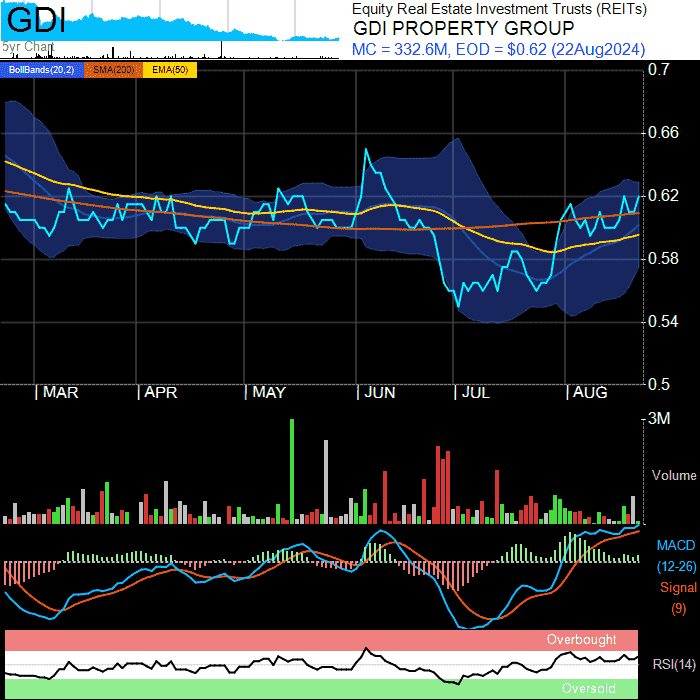 GDI
Equity Real Estate Investment Trusts (REITs)
GDI PROPERTY GROUP
5yr Chart
MC = 332.6M, EOD = $0.62 (22Aug2024)
BollBands(20,2) SMA(200) EMA(50)
0.7
0.66
0.62
0.58
0.54
0.5
MAR APR MAY JUN JUL AUG
3M
Volume
MACD
(12-26)
Signal
(9)
Overbought
RSI(14)
Oversold